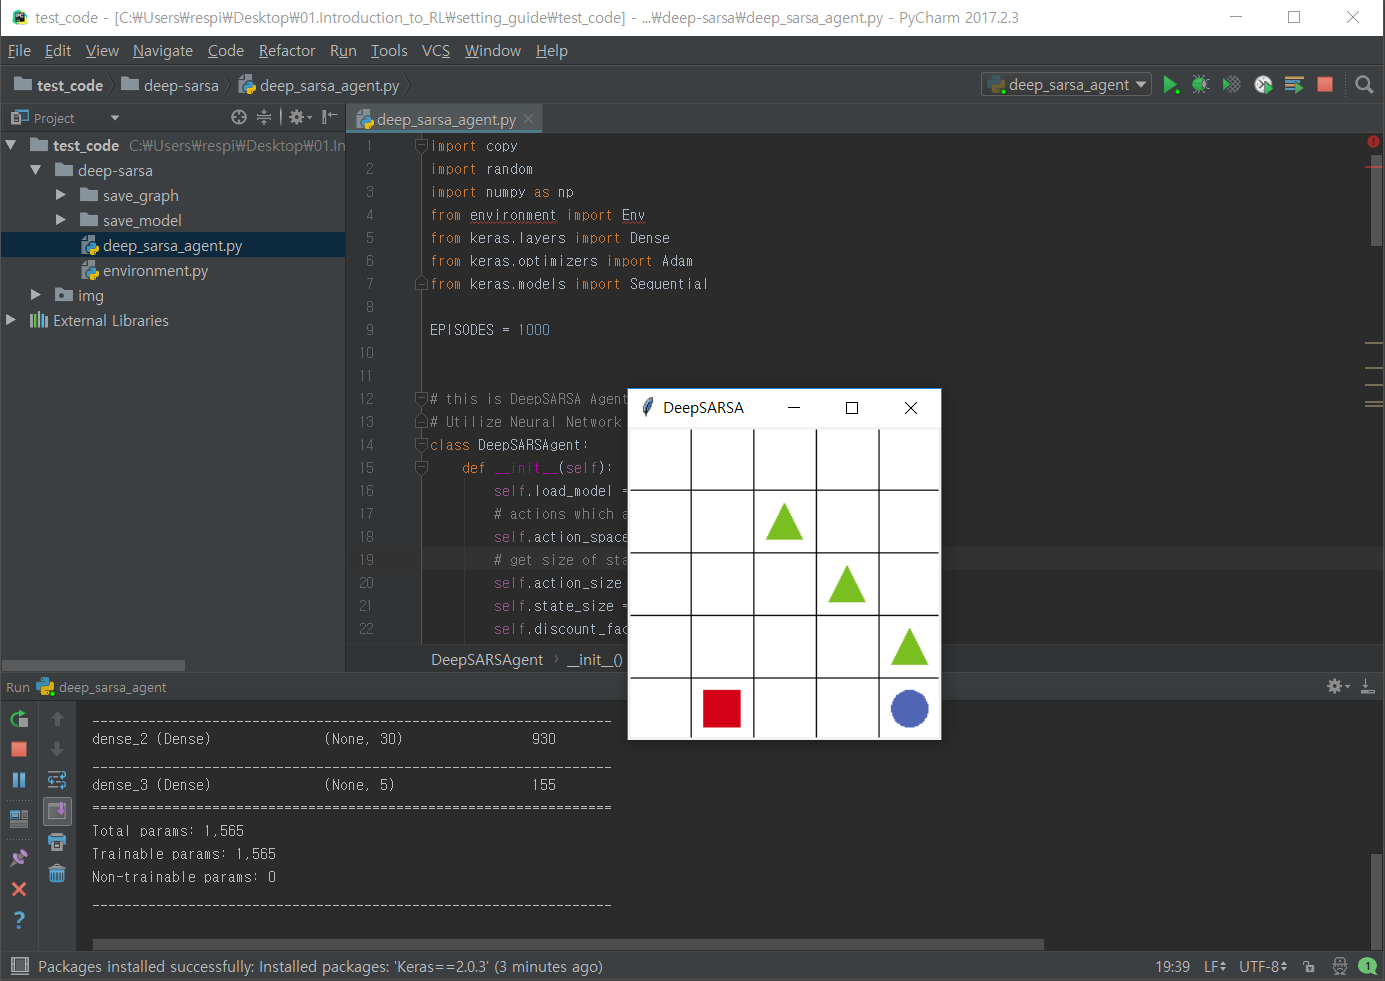 test_code - [C:₩Users₩respi₩Desktop₩01.Introduction_to_RL₩setting_guide₩test_code] - ...₩deep-sarsa₩deep_sarsa_agent.py - PyCharm 2017.2.3
File Edit View Navigate Code Refactor Run Tools VCS Window Help
test_code deep-sarsa deep_sarsa_agent.py deep_sarsa_agent
Project
deep_sarsa_agent.py
test_code C:₩Users₩respi₩Desktop₩01.In
deep-sarsa
save_graph
save_model
deep_sarsa_agent.py
environment.py
img
External Libraries
1 import copy
2 import random
3 import numpy as np
4 from environment import Env
5 from keras.layers import Dense
6 from keras.optimizers import Adam
7 from keras.models import Sequential
8
9 EPISODES = 1000
10
11
12 # this is DeepSARSA Agent
13 # Utilize Neural Network
14 class DeepSARSAgent:
15 def __init__(self):
16 self.load_model =
17 # actions which a
18 self.action_space
19 # get size of sta
20 self.action_size
21 self.state_size =
22 self.discount_fac
DeepSARSAgent › __init__()
DeepSARSA
Run deep_sarsa_agent
_________________________________________________________________
dense_2 (Dense) (None, 30) 930
_________________________________________________________________
dense_3 (Dense) (None, 5) 155
=================================================================
Total params: 1,565
Trainable params: 1,565
Non-trainable params: 0
_________________________________________________________________
Packages installed successfully: Installed packages: 'Keras==2.0.3' (3 minutes ago) 19:39 LF UTF-8 1